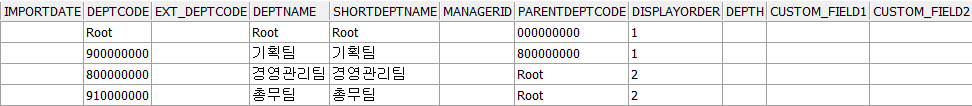 IMPORTDATE DEPTCODE EXT_DEPTCODE DEPTNAME SHORTDEPTNAME MANAGERID PARENTDEPTCODE DISPLAYORDER DEPTH CUSTOM_FIELD1 CUSTOM_FIELD2
Root Root Root 000000000 1
900000000 기획팀 기획팀 800000000 1
800000000 경영관리팀 경영관리팀 Root 2
910000000 총무팀 총무팀 Root 2